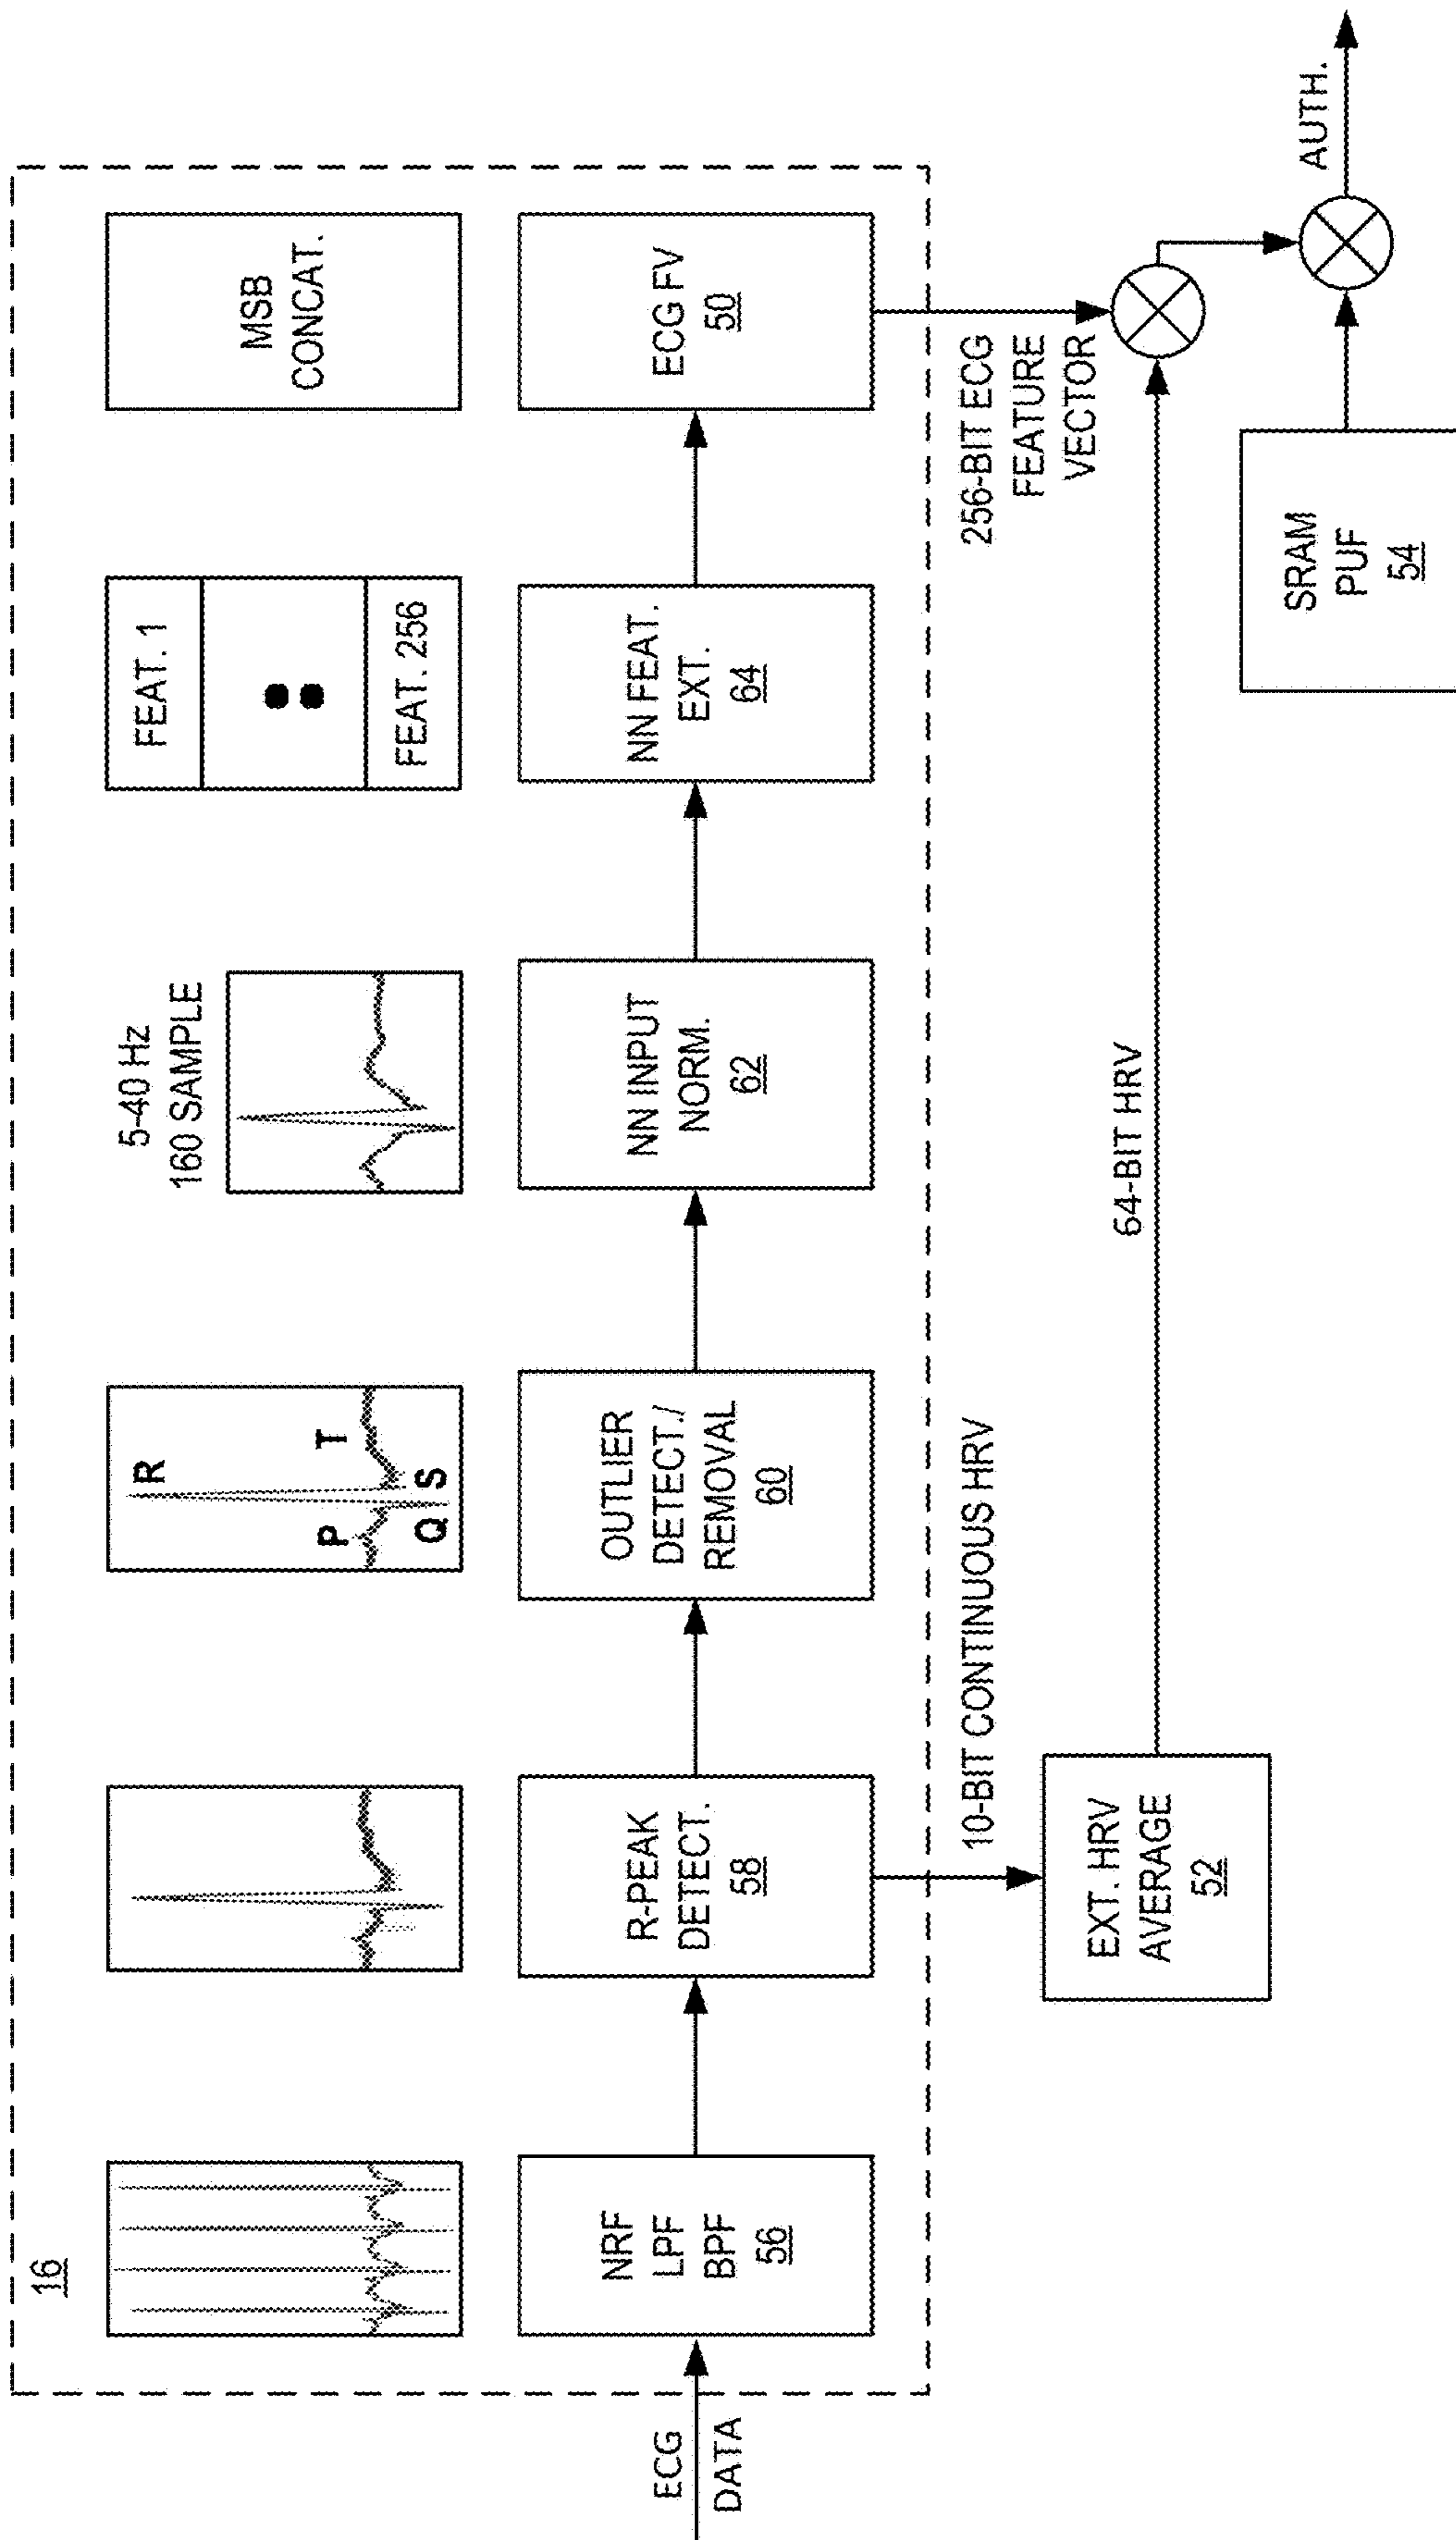 16
5-40 Hz
160 SAMPLE
FEAT. 1
FEAT. 256
MSB
CONCAT.
R
P
T
Q
S
ECG
DATA
NRF
LPF
BPF
56
R-PEAK
DETECT.
58
OUTLIER
DETECT./
REMOVAL
60
NN INPUT
NORM.
62
NN FEAT.
EXT.
64
ECG FV
50
10-BIT CONTINUOUS HRV
256-BIT ECG
FEATURE
VECTOR
EXT. HRV
AVERAGE
52
64-BIT HRV
SRAM
PUF
54
AUTH.